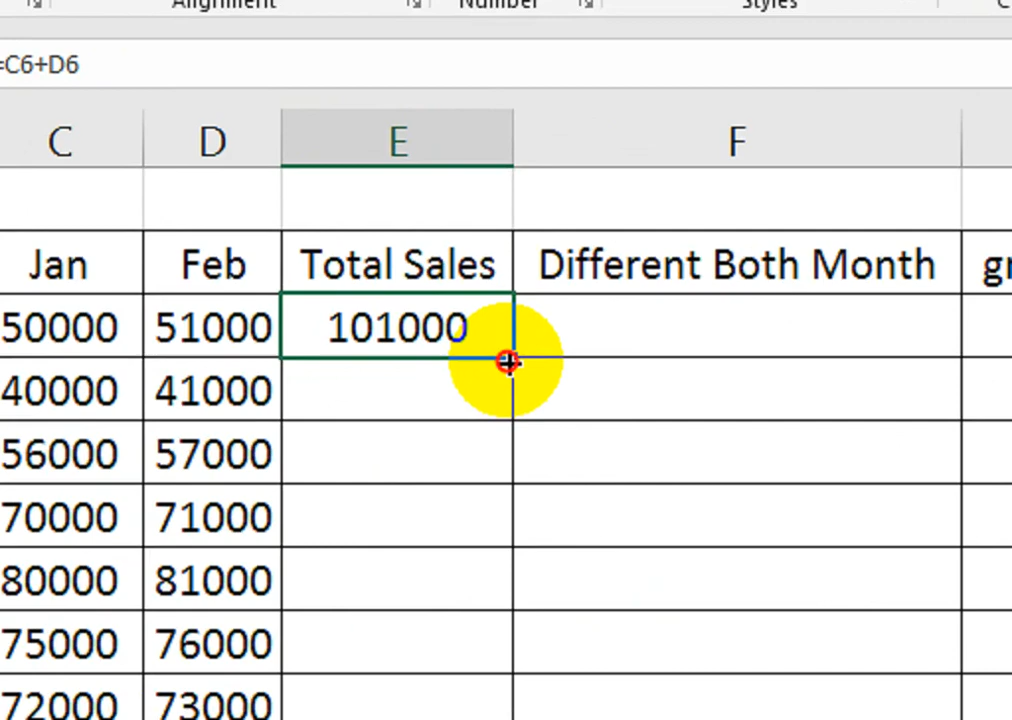 Alignment Number Styles
=C6+D6
C D E F
Jan Feb Total Sales Different Both Month
50000 51000 101000
40000 41000
56000 57000
70000 71000
80000 81000
75000 76000
72000 73000